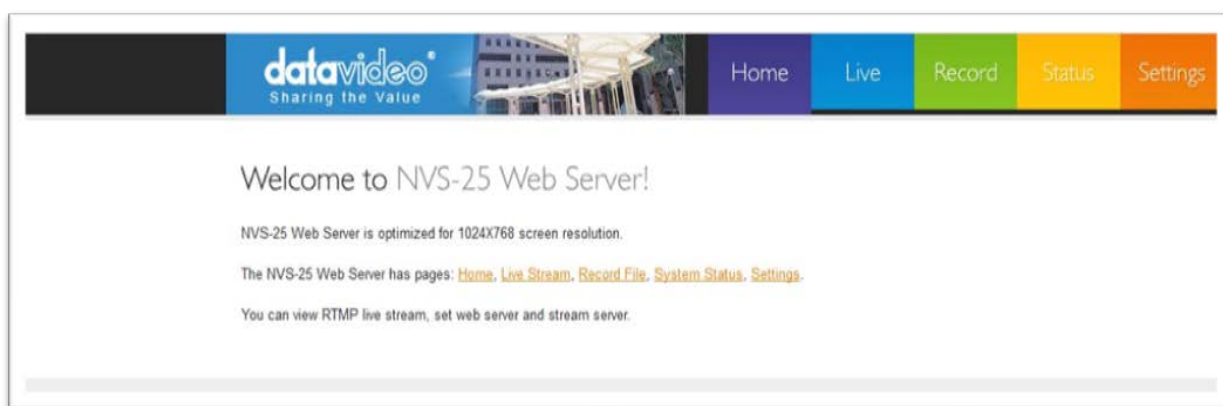 datavideo®
Sharing the Value
Home Live Record Status Settings
Welcome to NVS-25 Web Server!
NVS-25 Web Server is optimized for 1024X768 screen resolution.
The NVS-25 Web Server has pages: Home, Live Stream, Record File, System Status, Settings.
You can view RTMP live stream, set web server and stream server.